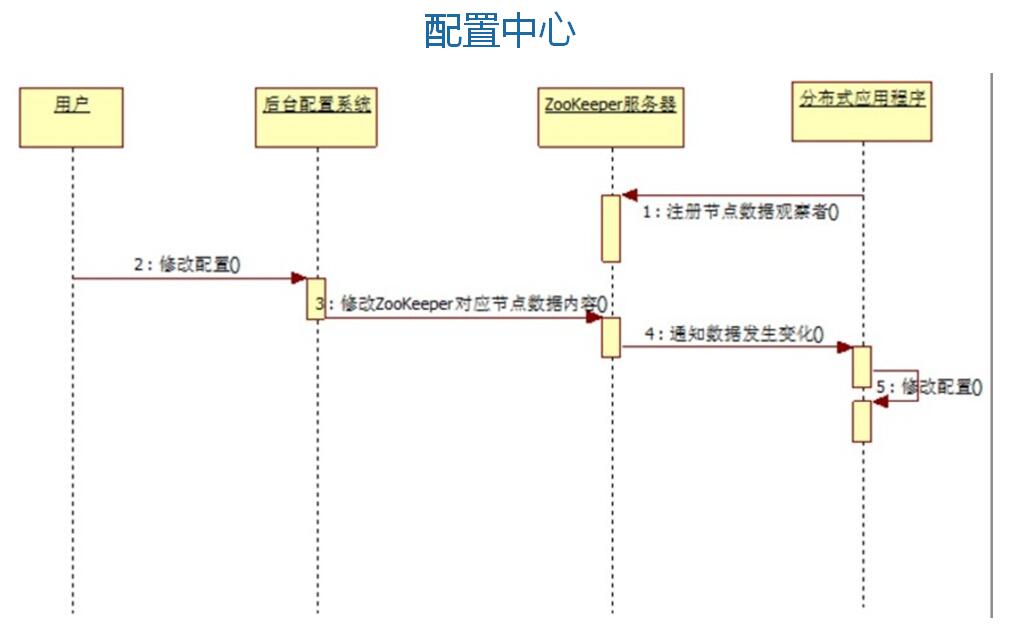 配置中心
用户
后台配置系统
ZooKeeper服务器
分布式应用程序
1：注册节点数据观察者()
2：修改配置()
3：修改ZooKeeper对应节点数据内容()
4：通知数据发生变化()
5：修改配置()